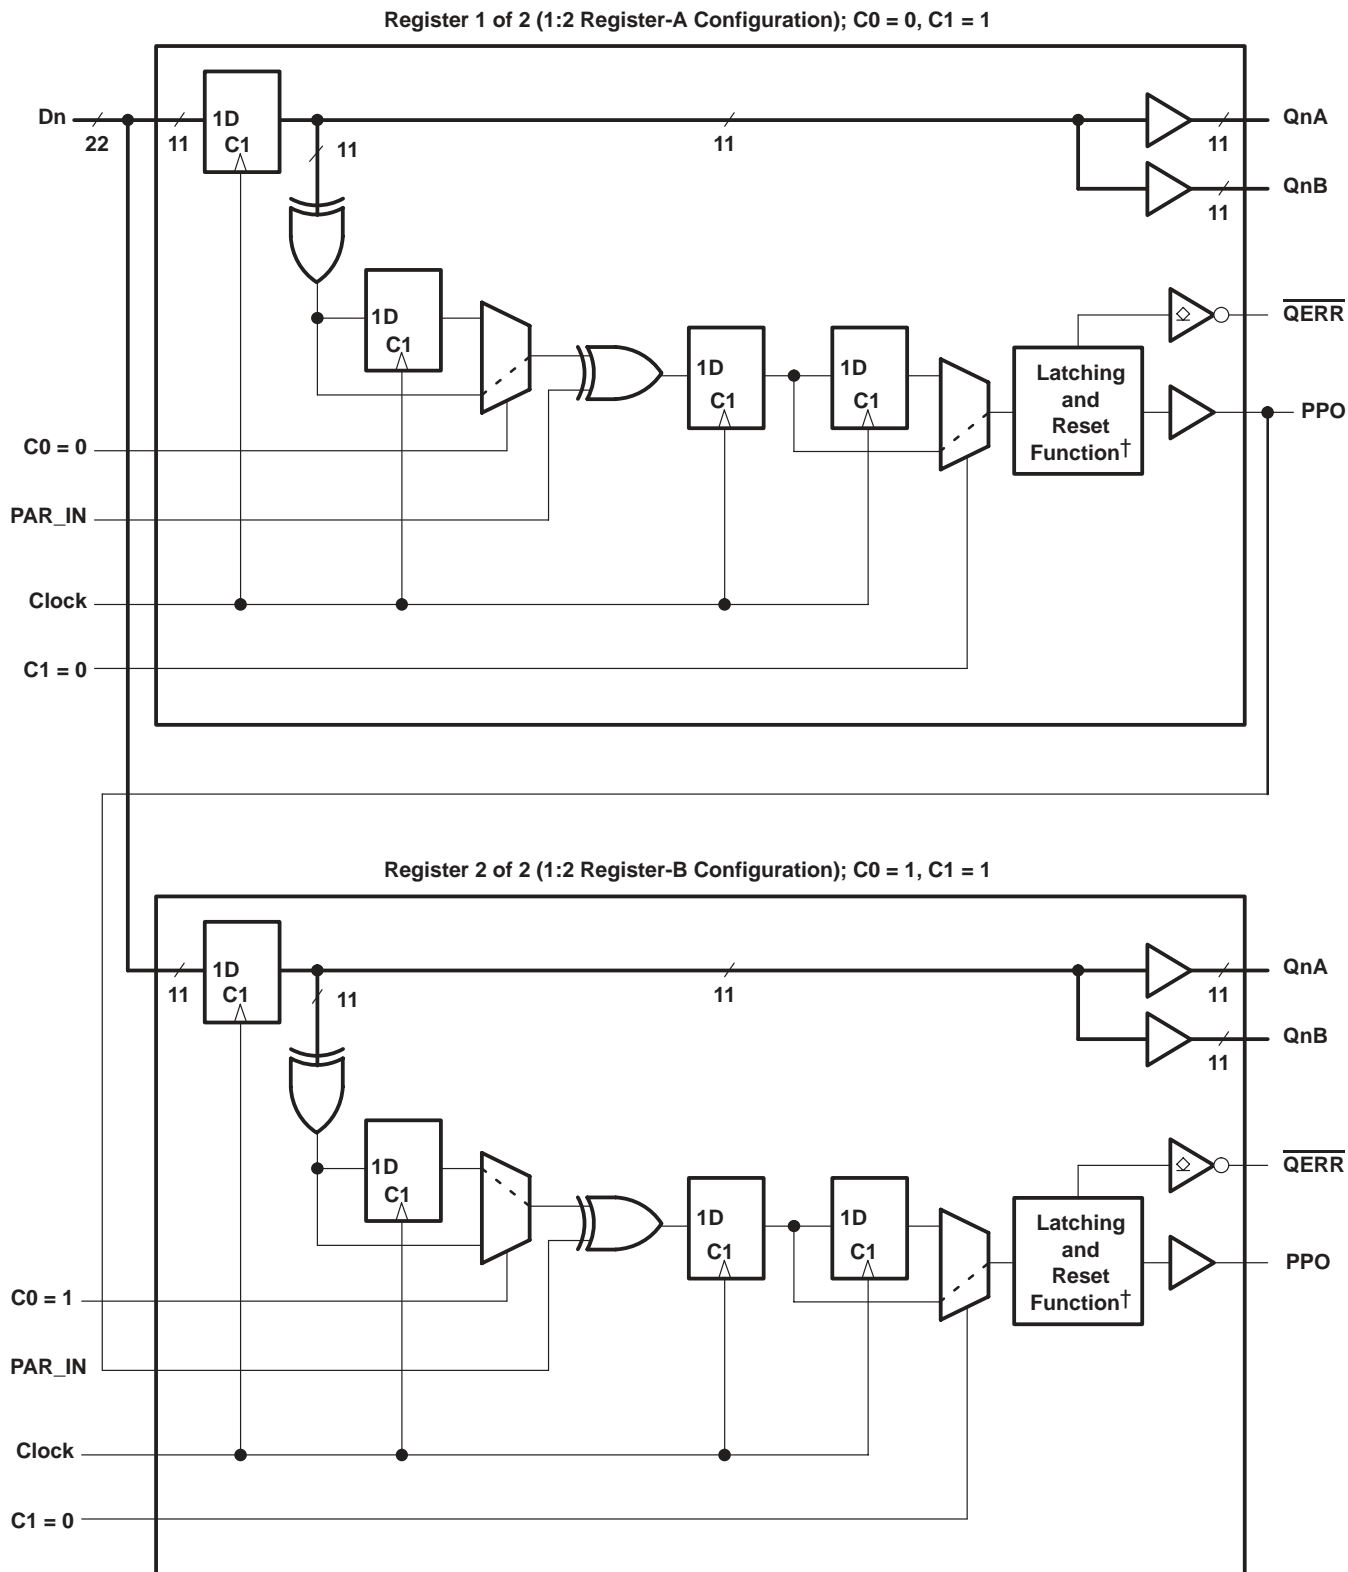 Register 1 of 2 (1:2 Register-A Configuration); C0 = 0, C1 = 1
Dn
22
11
1D
C1
11
11
11
QnA
11
QnB
1D
C1
1D
C1
1D
C1
Latching
and
Reset
Function†
QERR
PPO
C0 = 0
PAR_IN
Clock
C1 = 0
Register 2 of 2 (1:2 Register-B Configuration); C0 = 1, C1 = 1
11
1D
C1
11
11
11
QnA
11
QnB
1D
C1
1D
C1
1D
C1
Latching
and
Reset
Function†
QERR
PPO
C0 = 1
PAR_IN
Clock
C1 = 0